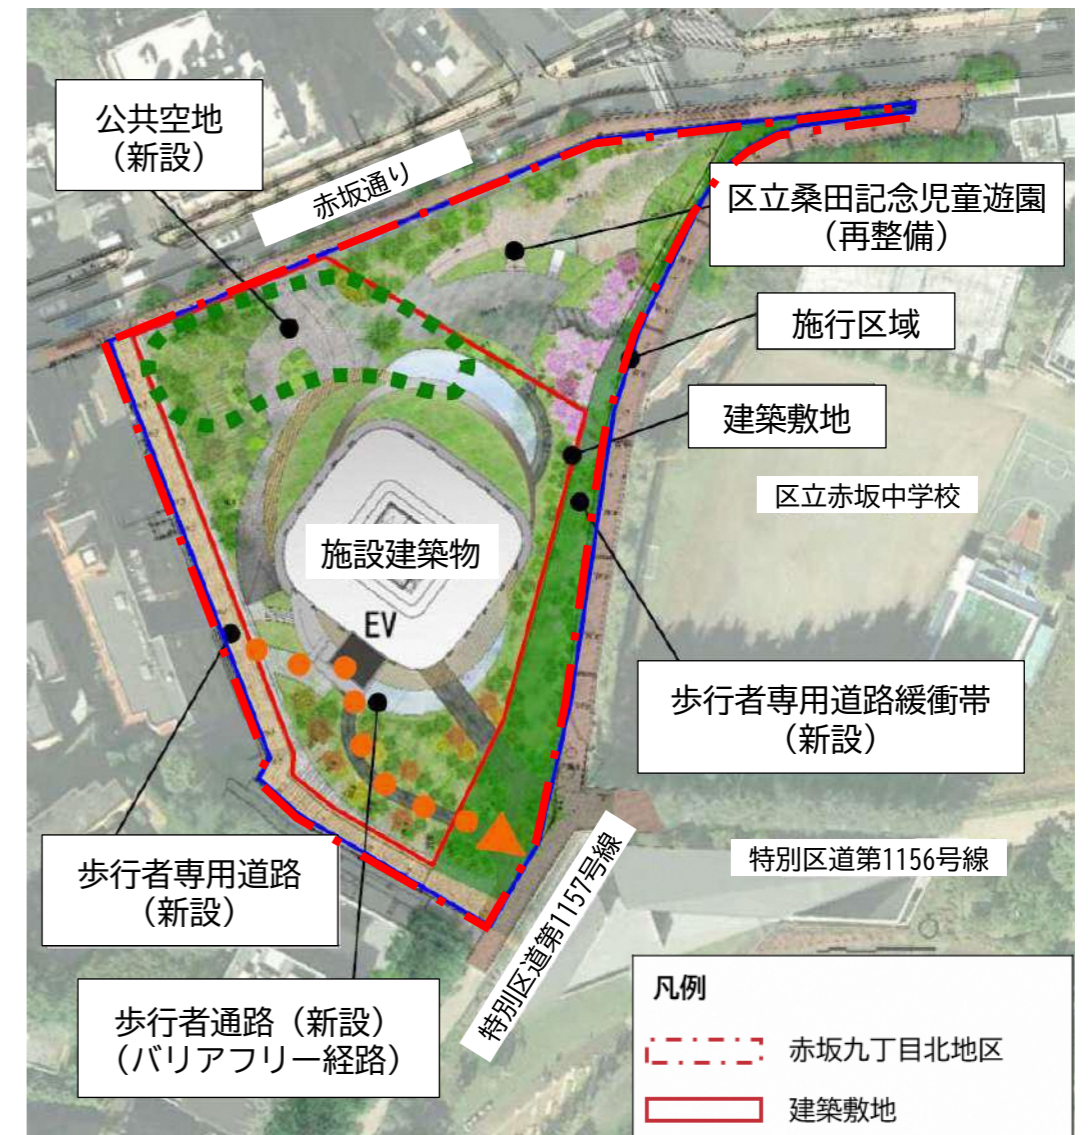 公共空地
（新設）
赤坂通り
区立桑田記念児童遊園
（再整備）
施行区域
建築敷地
区立赤坂中学校
施設建築物
EV
歩行者専用道路緩衝帯
（新設）
歩行者専用道路
（新設）
特別区道第1157号線
特別区道第1156号線
歩行者通路（新設）
（バリアフリー経路）
凡例
赤坂九丁目北地区
建築敷地